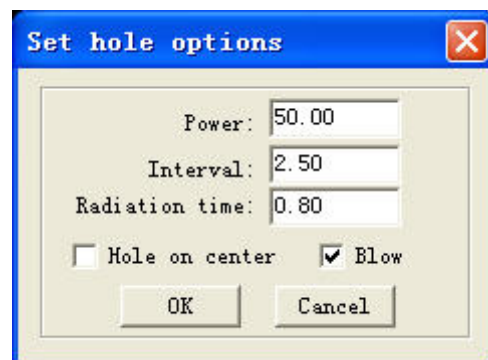 Set hole options
Power: 50.00
Interval: 2.50
Radiation time: 0.80
Hole on center Blow
OK Cancel